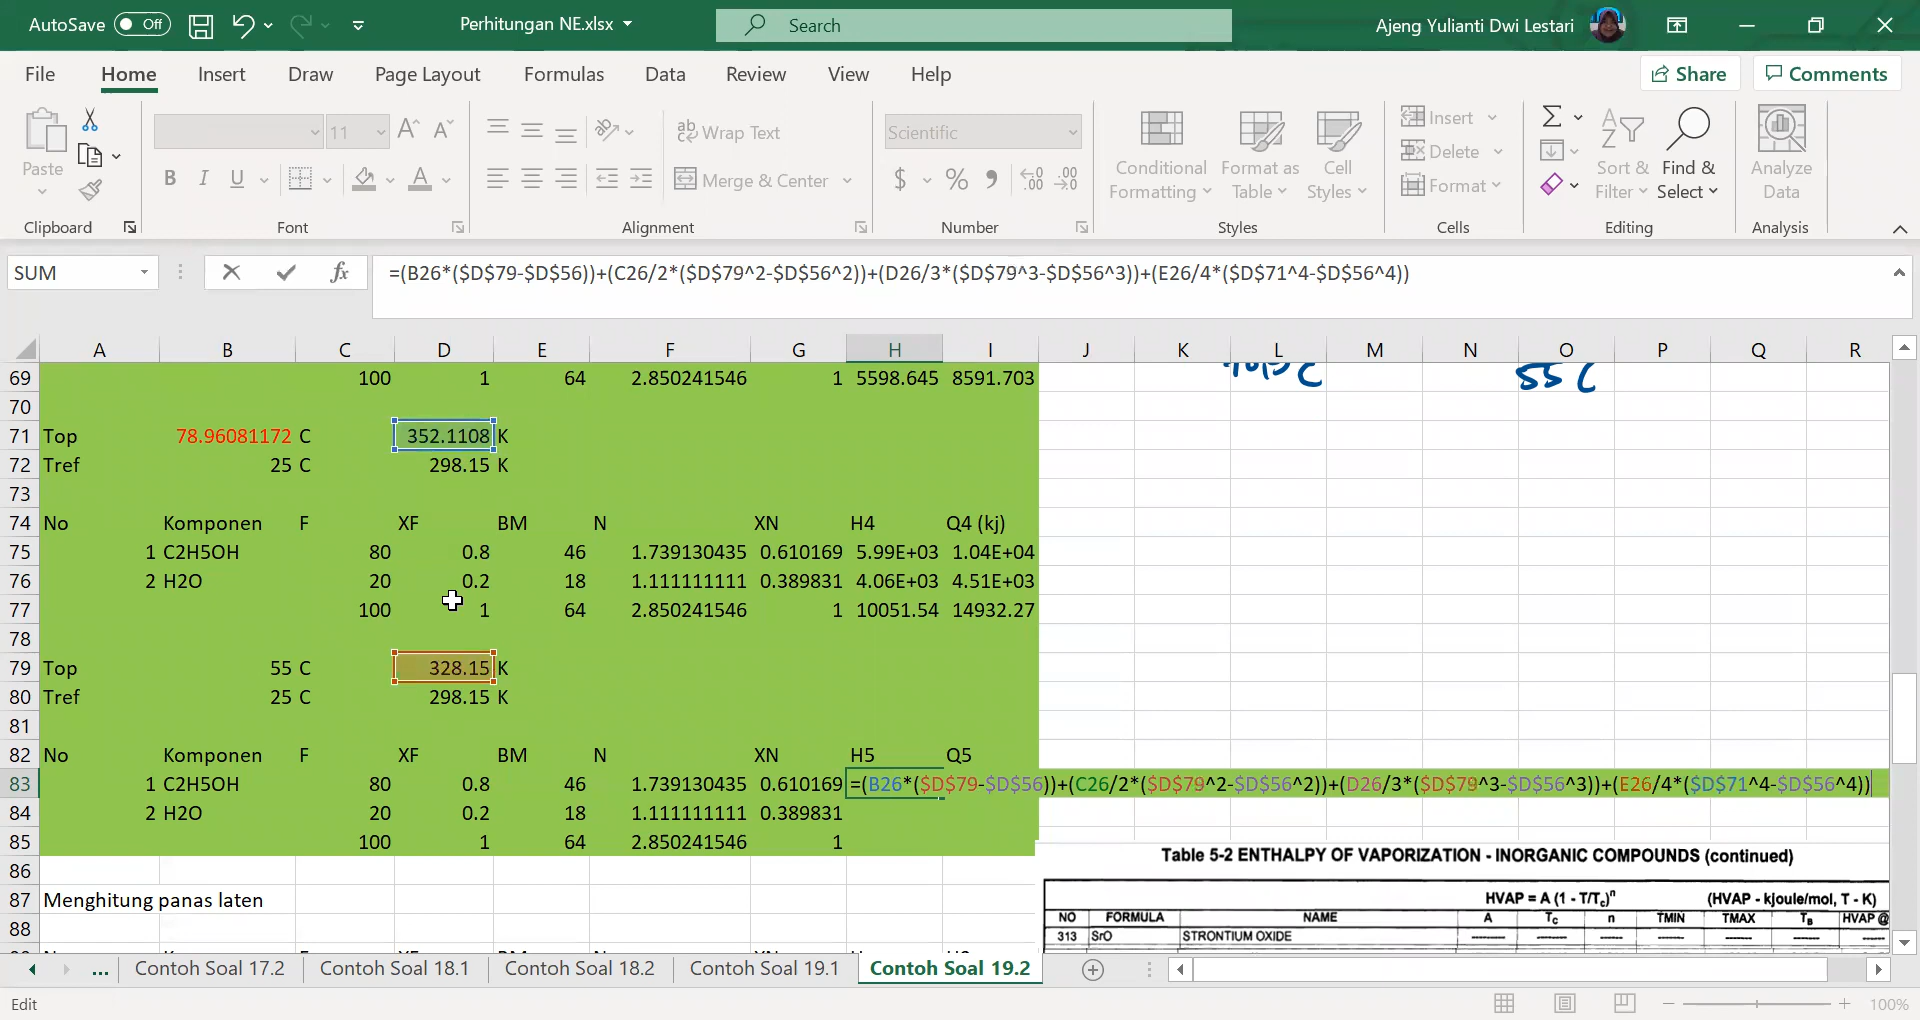 AutoSave Off Perhitungan NE.xlsx Search Ajeng Yulianti Dwi Lestari
File Home Insert Draw Page Layout Formulas Data Review View Help Share Comments
Paste
11
B I U
Wrap Text
Merge & Center
Scientific
$ % 9 .00 .00
Conditional Formatting
Format as Table
Cell Styles
Insert
Delete
Format
Sort & Filter
Find & Select
Analyze Data
Clipboard Font Alignment Number Styles Cells Editing Analysis
SUM fx =(B26*($D$79-$D$56))+(C26/2*($D$79^2-$D$56^2))+(D26/3*($D$79^3-$D$56^3))+(E26/4*($D$71^4-$D$56^4))
A B C D E F G H I J K L M N O P Q R
69 100 1 64 2.850241546 1 5598.645 8591.703 55 C
70
71 Top 78.96081172 C 352.1108 K
72 Tref 25 C 298.15 K
73
74 No Komponen F XF BM N XN H4 Q4 (kj)
75 1 C2H5OH 80 0.8 46 1.739130435 0.610169 5.99E+03 1.04E+04
76 2 H2O 20 0.2 18 1.111111111 0.389831 4.06E+03 4.51E+03
77 100 1 64 2.850241546 1 10051.54 14932.27
78
79 Top 55 C 328.15 K
80 Tref 25 C 298.15 K
81
82 No Komponen F XF BM N XN H5 Q5
83 1 C2H5OH 80 0.8 46 1.739130435 0.610169 =(B26*($D$79-$D$56))+(C26/2*($D$79^2-$D$56^2))+(D26/3*($D$79^3-$D$56^3))+(E26/4*($D$71^4-$D$56^4))
84 2 H2O 20 0.2 18 1.111111111 0.389831
85 100 1 64 2.850241546 1
86
Table 5-2 ENTHALPY OF VAPORIZATION - INORGANIC COMPOUNDS (continued)
87 Menghitung panas laten
88
HVAP = A (1 - T/Tc)^n (HVAP - kjoule/mol, T - K)
NO FORMULA NAME A Tc n TMIN TMAX TB HVAP @
313 SrO STRONTIUM OXIDE -------- -------- -------- -------- -------- --------
... Contoh Soal 17.2 Contoh Soal 18.1 Contoh Soal 18.2 Contoh Soal 19.1 Contoh Soal 19.2
Edit 100%